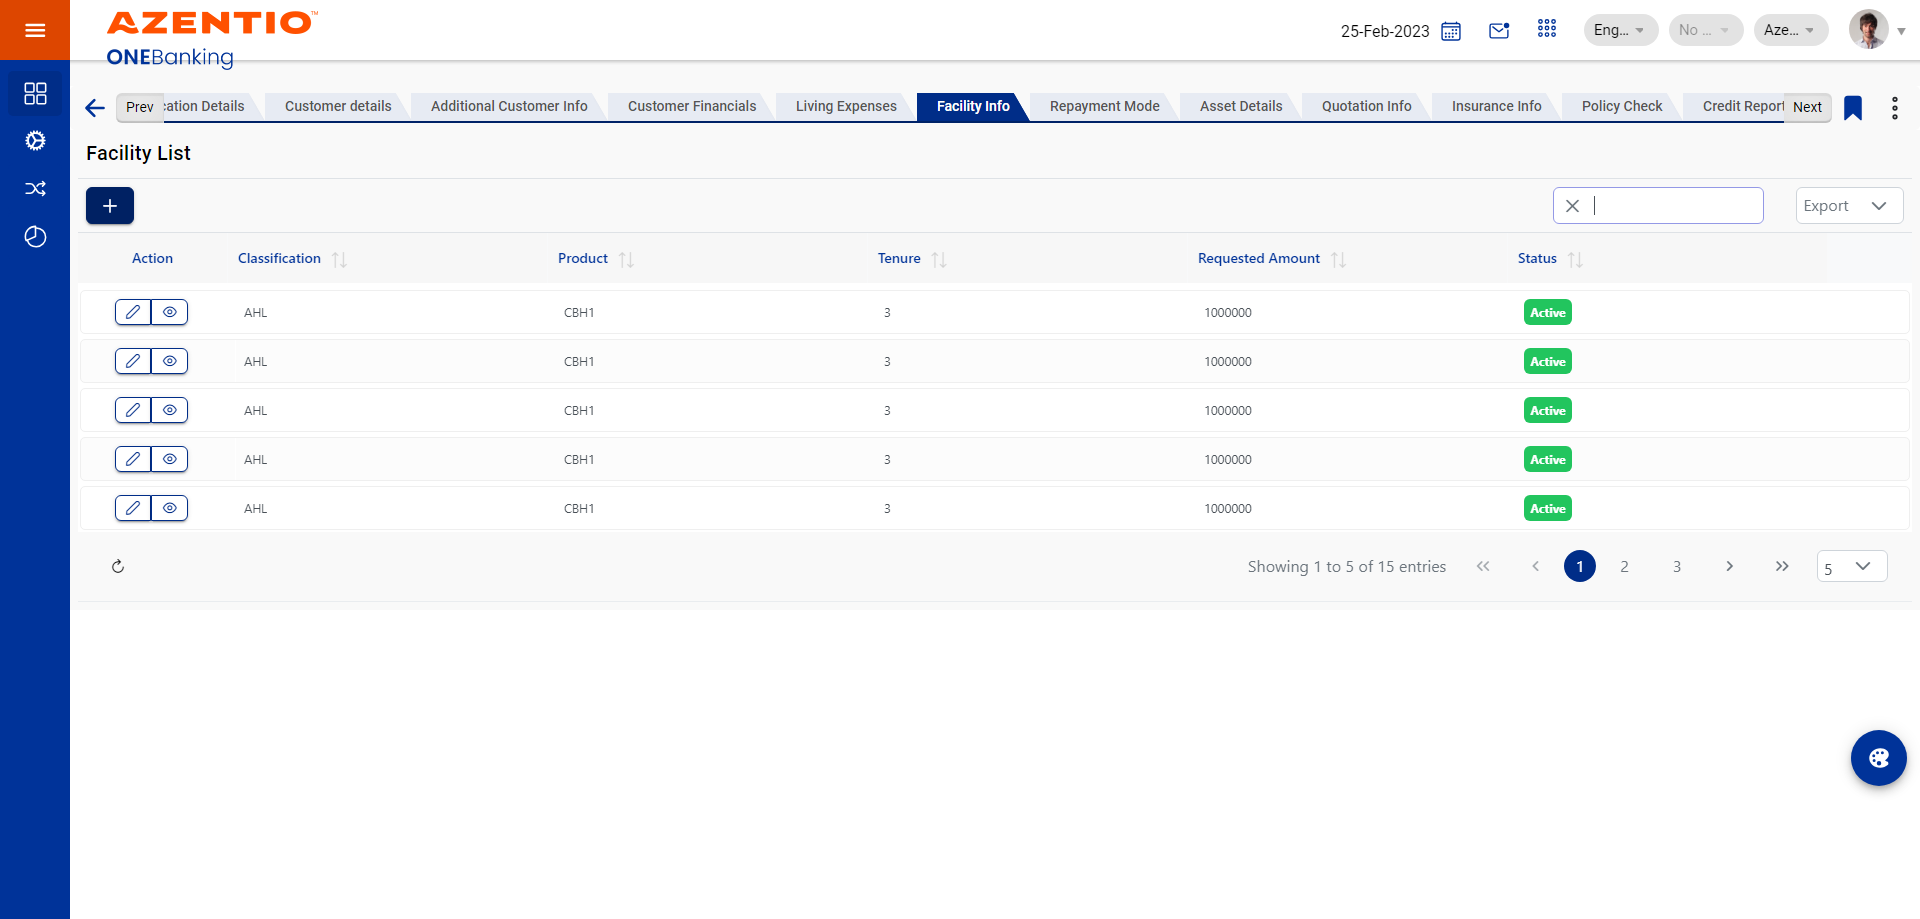 AZENTIO™
ONEBanking
25-Feb-2023
Eng...
No ...
Aze...
Prev
cation Details
Customer details
Additional Customer Info
Customer Financials
Living Expenses
Facility Info
Repayment Mode
Asset Details
Quotation Info
Insurance Info
Policy Check
Credit Report
Next
Facility List
+
Export
Action Classification Product Tenure Requested Amount Status
AHL CBH1 3 1000000 Active
AHL CBH1 3 1000000 Active
AHL CBH1 3 1000000 Active
AHL CBH1 3 1000000 Active
AHL CBH1 3 1000000 Active
Showing 1 to 5 of 15 entries « ‹ 1 2 3 › » 5